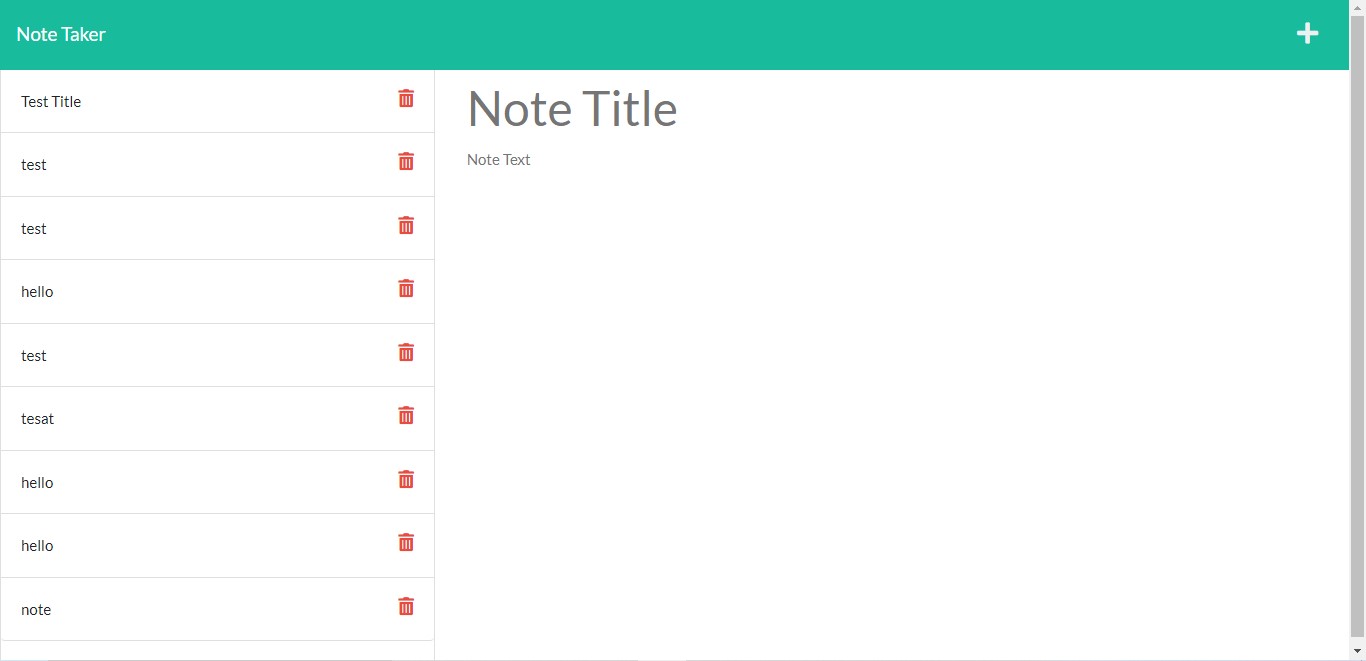 Note Taker
Test Title
test
test
hello
test
tesat
hello
hello
note
Note Title
Note Text